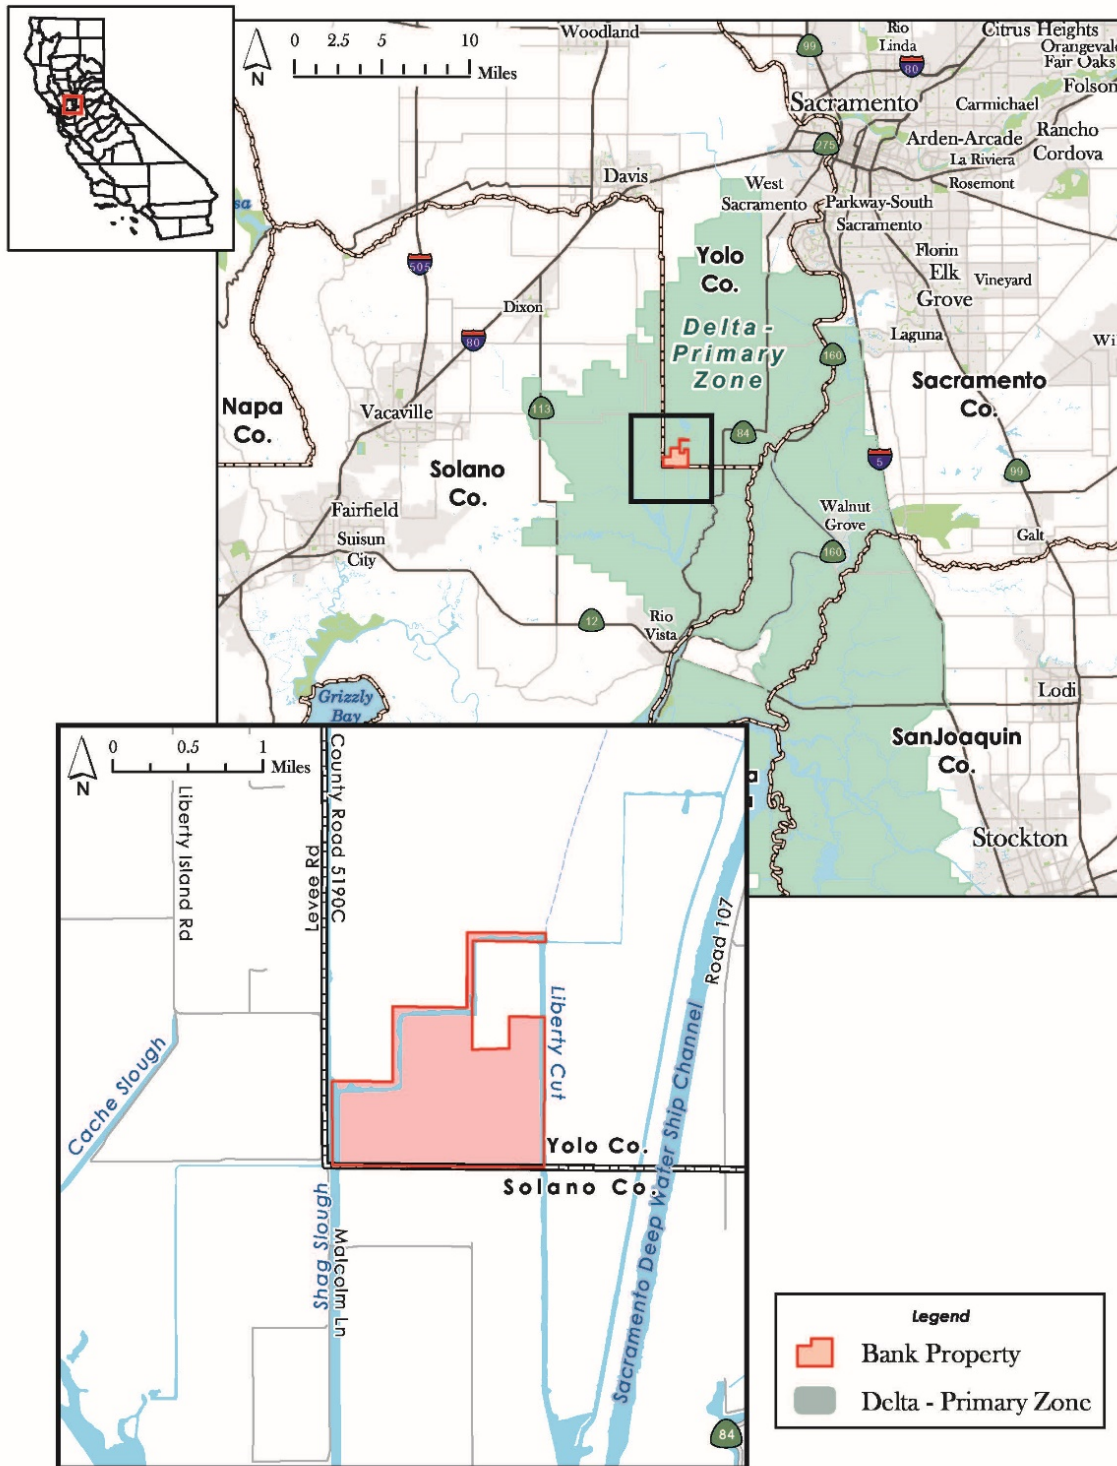 0 2.5 5 10
Miles
N
Woodland
99
Rio
Linda
Citrus Heights
80
Orangevale
Fair Oaks
Folsom
Sacramento
Carmichael
275
Arden-Arcade
Rancho
Cordova
La Riviera
Rosemont
Davis
West
Sacramento
Parkway-South
Sacramento
505
Yolo
Co.
Florin
Elk
Grove
Vineyard
Dixon
80
Delta -
Primary
Zone
Laguna
160
Sacramento
Co.
Napa
Co.
Vacaville
113
84
Solano
Co.
5
99
Fairfield
Suisun
City
Walnut
Grove
160
Galt
12
Rio
Vista
Lodi
Grizzly
Bay
SanJoaquin
Co.
Stockton
0 0.5 1
Miles
N
Liberty Island Rd
Levee Rd
County Road 5190C
Road 107
Liberty Cut
Cache Slough
Sacramento Deep Water Ship Channel
Yolo Co.
Solano Co.
Shag Slough
Malcolm Ln
84
Legend
Bank Property
Delta - Primary Zone